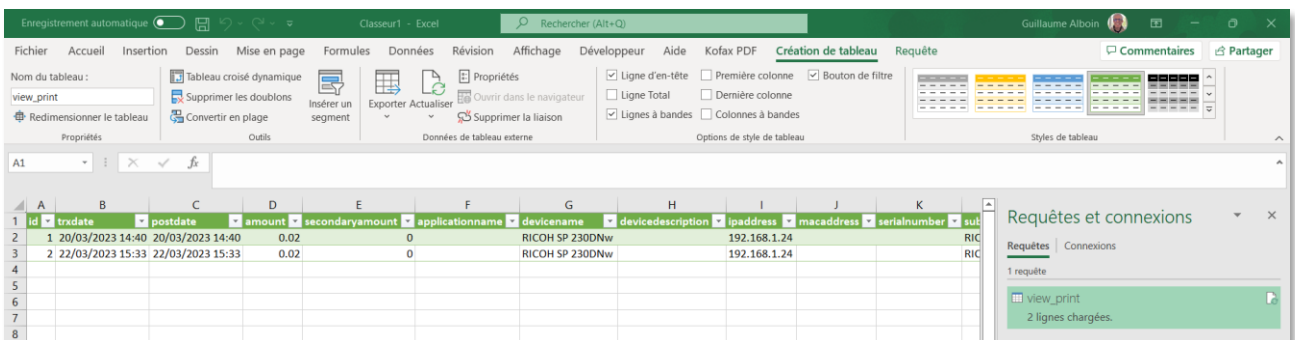 Enregistrement automatique Classeur1 - Excel Rechercher (Alt+Q) Guillaume Alboin
Fichier Accueil Insertion Dessin Mise en page Formules Données Révision Affichage Développeur Aide Kofax PDF Création de tableau Requête Commentaires Partager
Nom du tableau :
view_print
Redimensionner le tableau
Propriétés
Tableau croisé dynamique
Supprimer les doublons
Convertir en plage
Insérer un segment
Outils
Exporter Actualiser
Propriétés
Ouvrir dans le navigateur
Supprimer la liaison
Données de tableau externe
Ligne d'en-tête Première colonne Bouton de filtre
Ligne Total Dernière colonne
Lignes à bandes Colonnes à bandes
Options de style de tableau
Styles de tableau
A1 fx
A B C D E F G H I J K
1 id trxdate postdate amount secondaryamount applicationname devicename devicedescription ipaddress macaddress serialnumber sub
2 1 20/03/2023 14:40 20/03/2023 14:40 0.02 0 RICOH SP 230DNw 192.168.1.24 RIC
3 2 22/03/2023 15:33 22/03/2023 15:33 0.02 0 RICOH SP 230DNw 192.168.1.24 RIC
4
5
6
7
8
Requêtes et connexions
Requêtes Connexions
1 requête
view_print
2 lignes chargées.